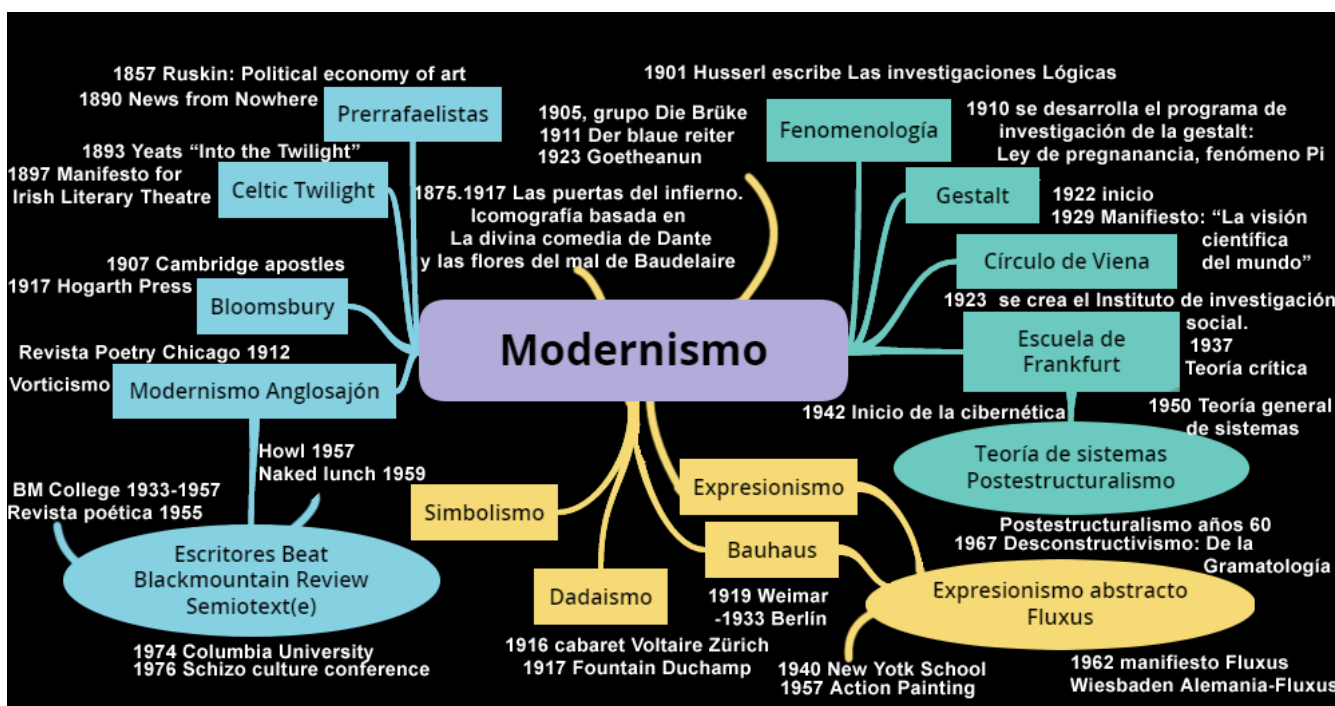 1857 Ruskin: Political economy of art
1890 News from Nowhere
Prerrafaelistas
1893 Yeats “Into the Twilight”
1897 Manifesto for
Irish Literary Theatre
Celtic Twilight
1907 Cambridge apostles
1917 Hogarth Press
Bloomsbury
Revista Poetry Chicago 1912
Vorticismo
Modernismo Anglosajón
Howl 1957
Naked lunch 1959
BM College 1933-1957
Revista poética 1955
Escritores Beat
Blackmountain Review
Semiotext(e)
1974 Columbia University
1976 Schizo culture conference
1905, grupo Die Brüke
1911 Der blaue reiter
1923 Goetheanun
1875.1917 Las puertas del infierno.
Icomografía basada en
La divina comedia de Dante
y las flores del mal de Baudelaire
Modernismo
Simbolismo
Dadaismo
1916 cabaret Voltaire Zürich
1917 Fountain Duchamp
Expresionismo
Bauhaus
1919 Weimar
-1933 Berlín
Expresionismo abstracto
Fluxus
1940 New Yotk School
1957 Action Painting
1962 manifiesto Fluxus
Wiesbaden Alemania-Fluxus
1901 Husserl escribe Las investigaciones Lógicas
Fenomenología
1910 se desarrolla el programa de
investigación de la gestalt:
Ley de pregnanancia, fenómeno Pi
Gestalt
1922 inicio
1929 Manifiesto: “La visión
científica
del mundo”
Círculo de Viena
1923 se crea el Instituto de investigación
social.
1937
Teoría crítica
Escuela de
Frankfurt
1942 Inicio de la cibernética
1950 Teoría general
de sistemas
Teoría de sistemas
Postestructuralismo
Postestructuralismo años 60
1967 Desconstructivismo: De la
Gramatología